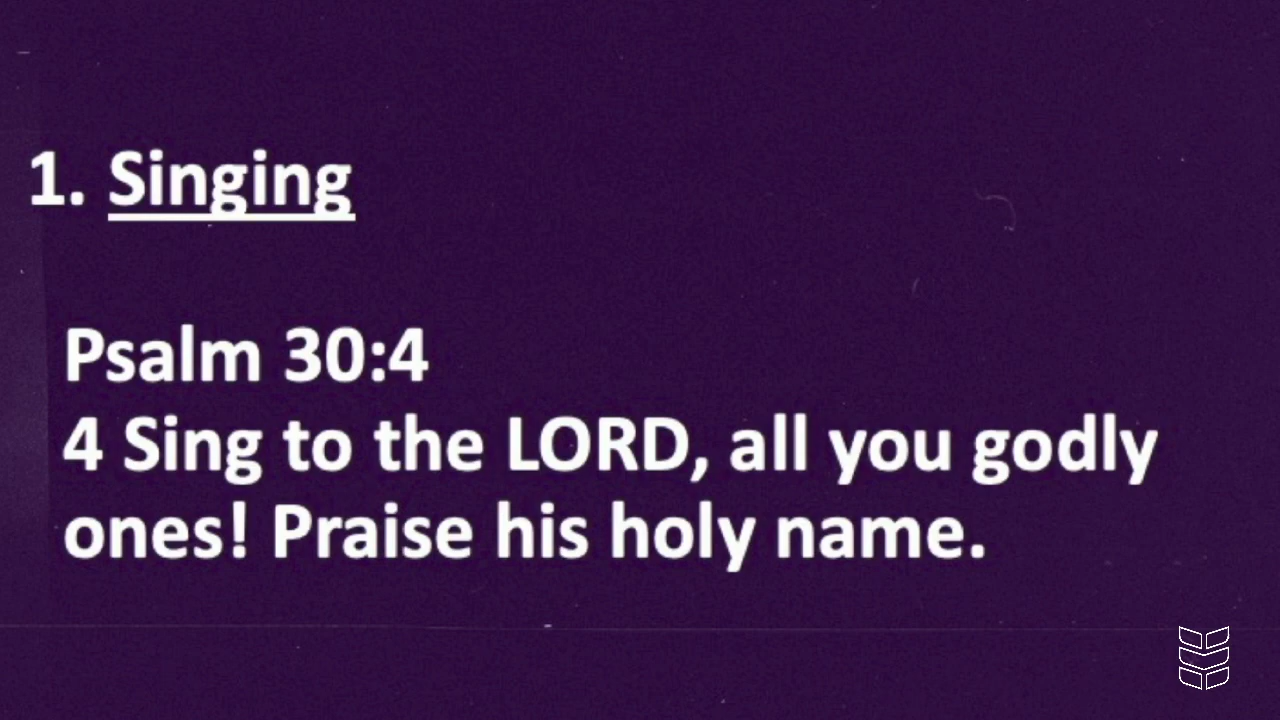 1. Singing
Psalm 30:4
4 Sing to the LORD, all you godly
ones! Praise his holy name.